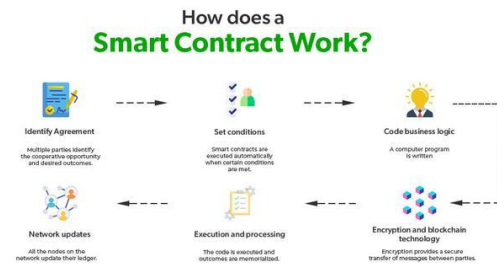 How does a
Smart Contract Work?
Identify Agreement
Multiple parties identify
the cooperative opportunity
and desired outcomes.
Set conditions
Smart contracts are
executed automatically
when certain conditions
are met.
Code business logic
A computer program
is written
Network updates
All the nodes on the
network update their ledger.
Execution and processing
The code is executed and
outcomes are memorialized.
Encryption and blockchain
technology
Encryption provides a secure
transfer of messages between parties.